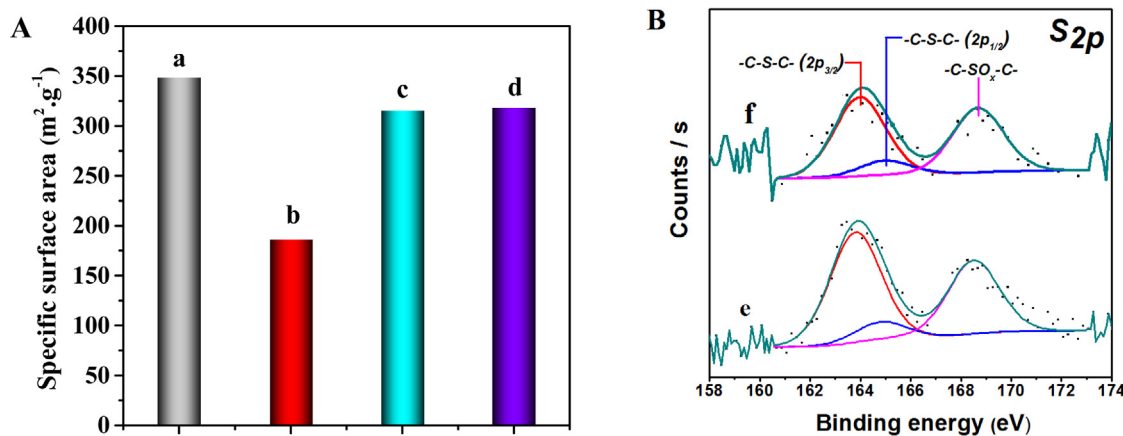 A
Specific surface area (m².g⁻¹)
400
350
300
250
200
150
100
50
0
a
b
c
d
B
S2p
-C-S-C- (2p1/2)
-C-S-C- (2p3/2)
-C-SOx-C-
f
e
Counts / s
158 160 162 164 166 168 170 172 174
Binding energy (eV)